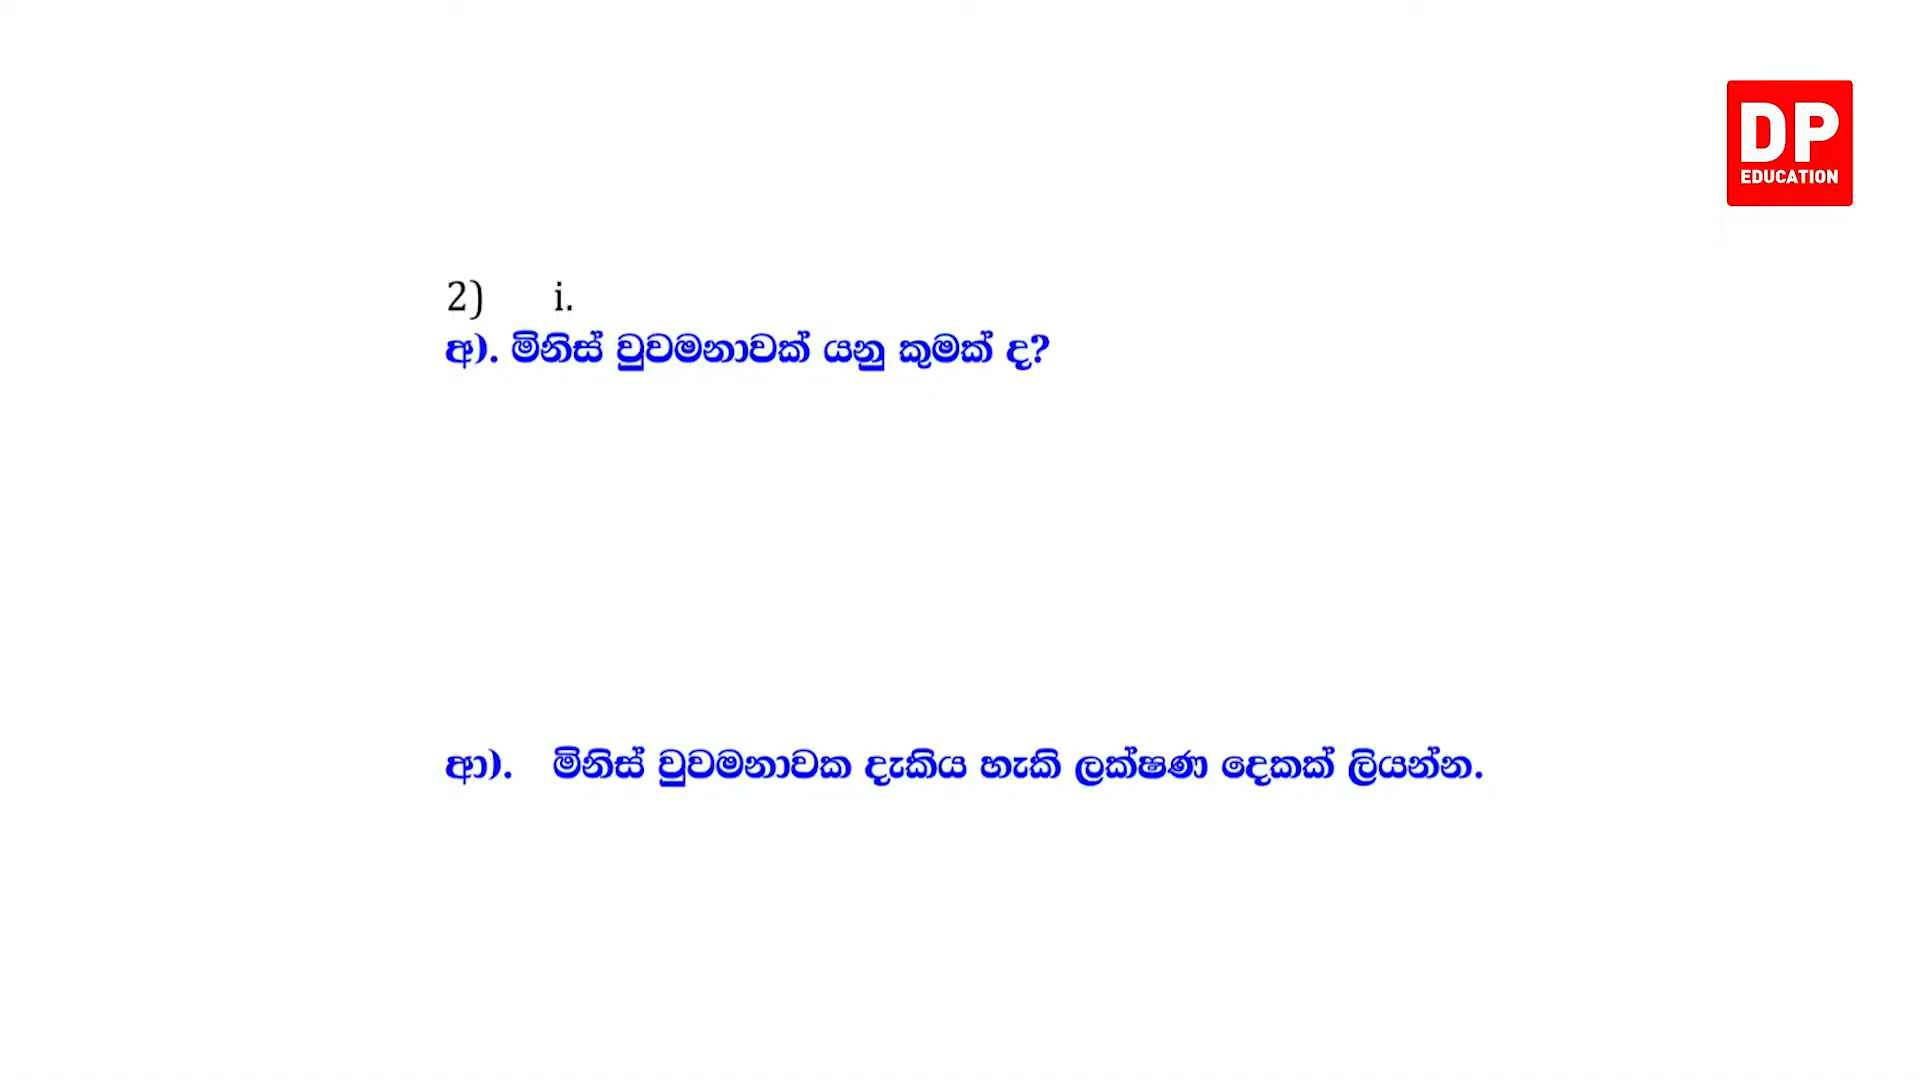 DP
EDUCATION
2) i.
අ). මිනිස් වුවමනාවක් යනු කුමක් ද?
ආ). මිනිස් වුවමනාවක දැකිය හැකි ලක්ෂණ දෙකක් ලියන්න.